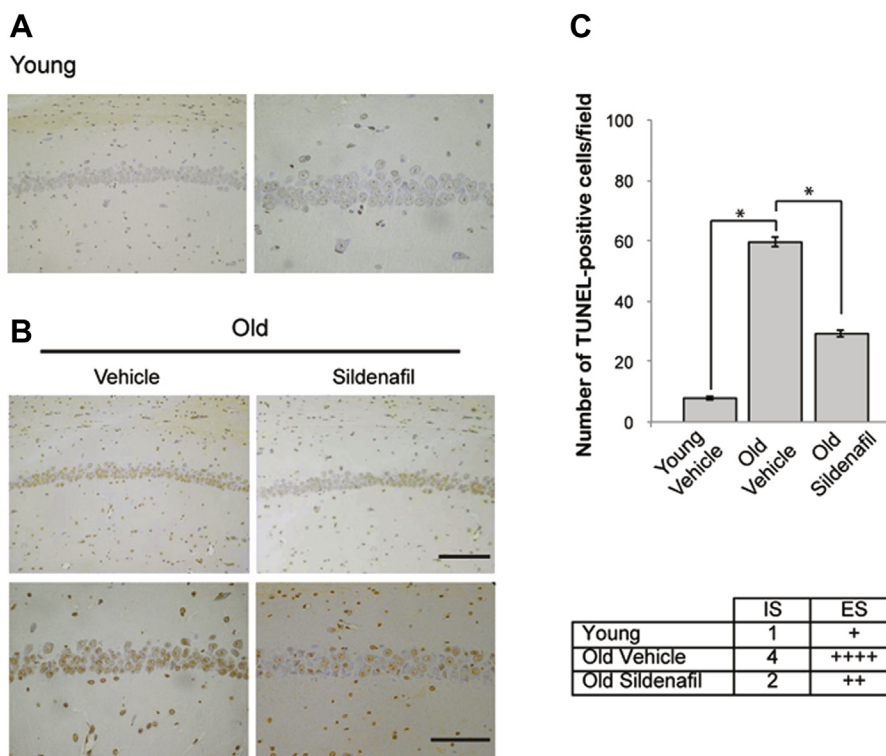 A
Young
B
Old
Vehicle
Sildenafil
C
Number of TUNEL-positive cells/field
100
80
60
40
20
0
*
*
Young Vehicle
Old Vehicle
Old Sildenafil
IS ES
Young 1 +
Old Vehicle 4 ++++
Old Sildenafil 2 ++